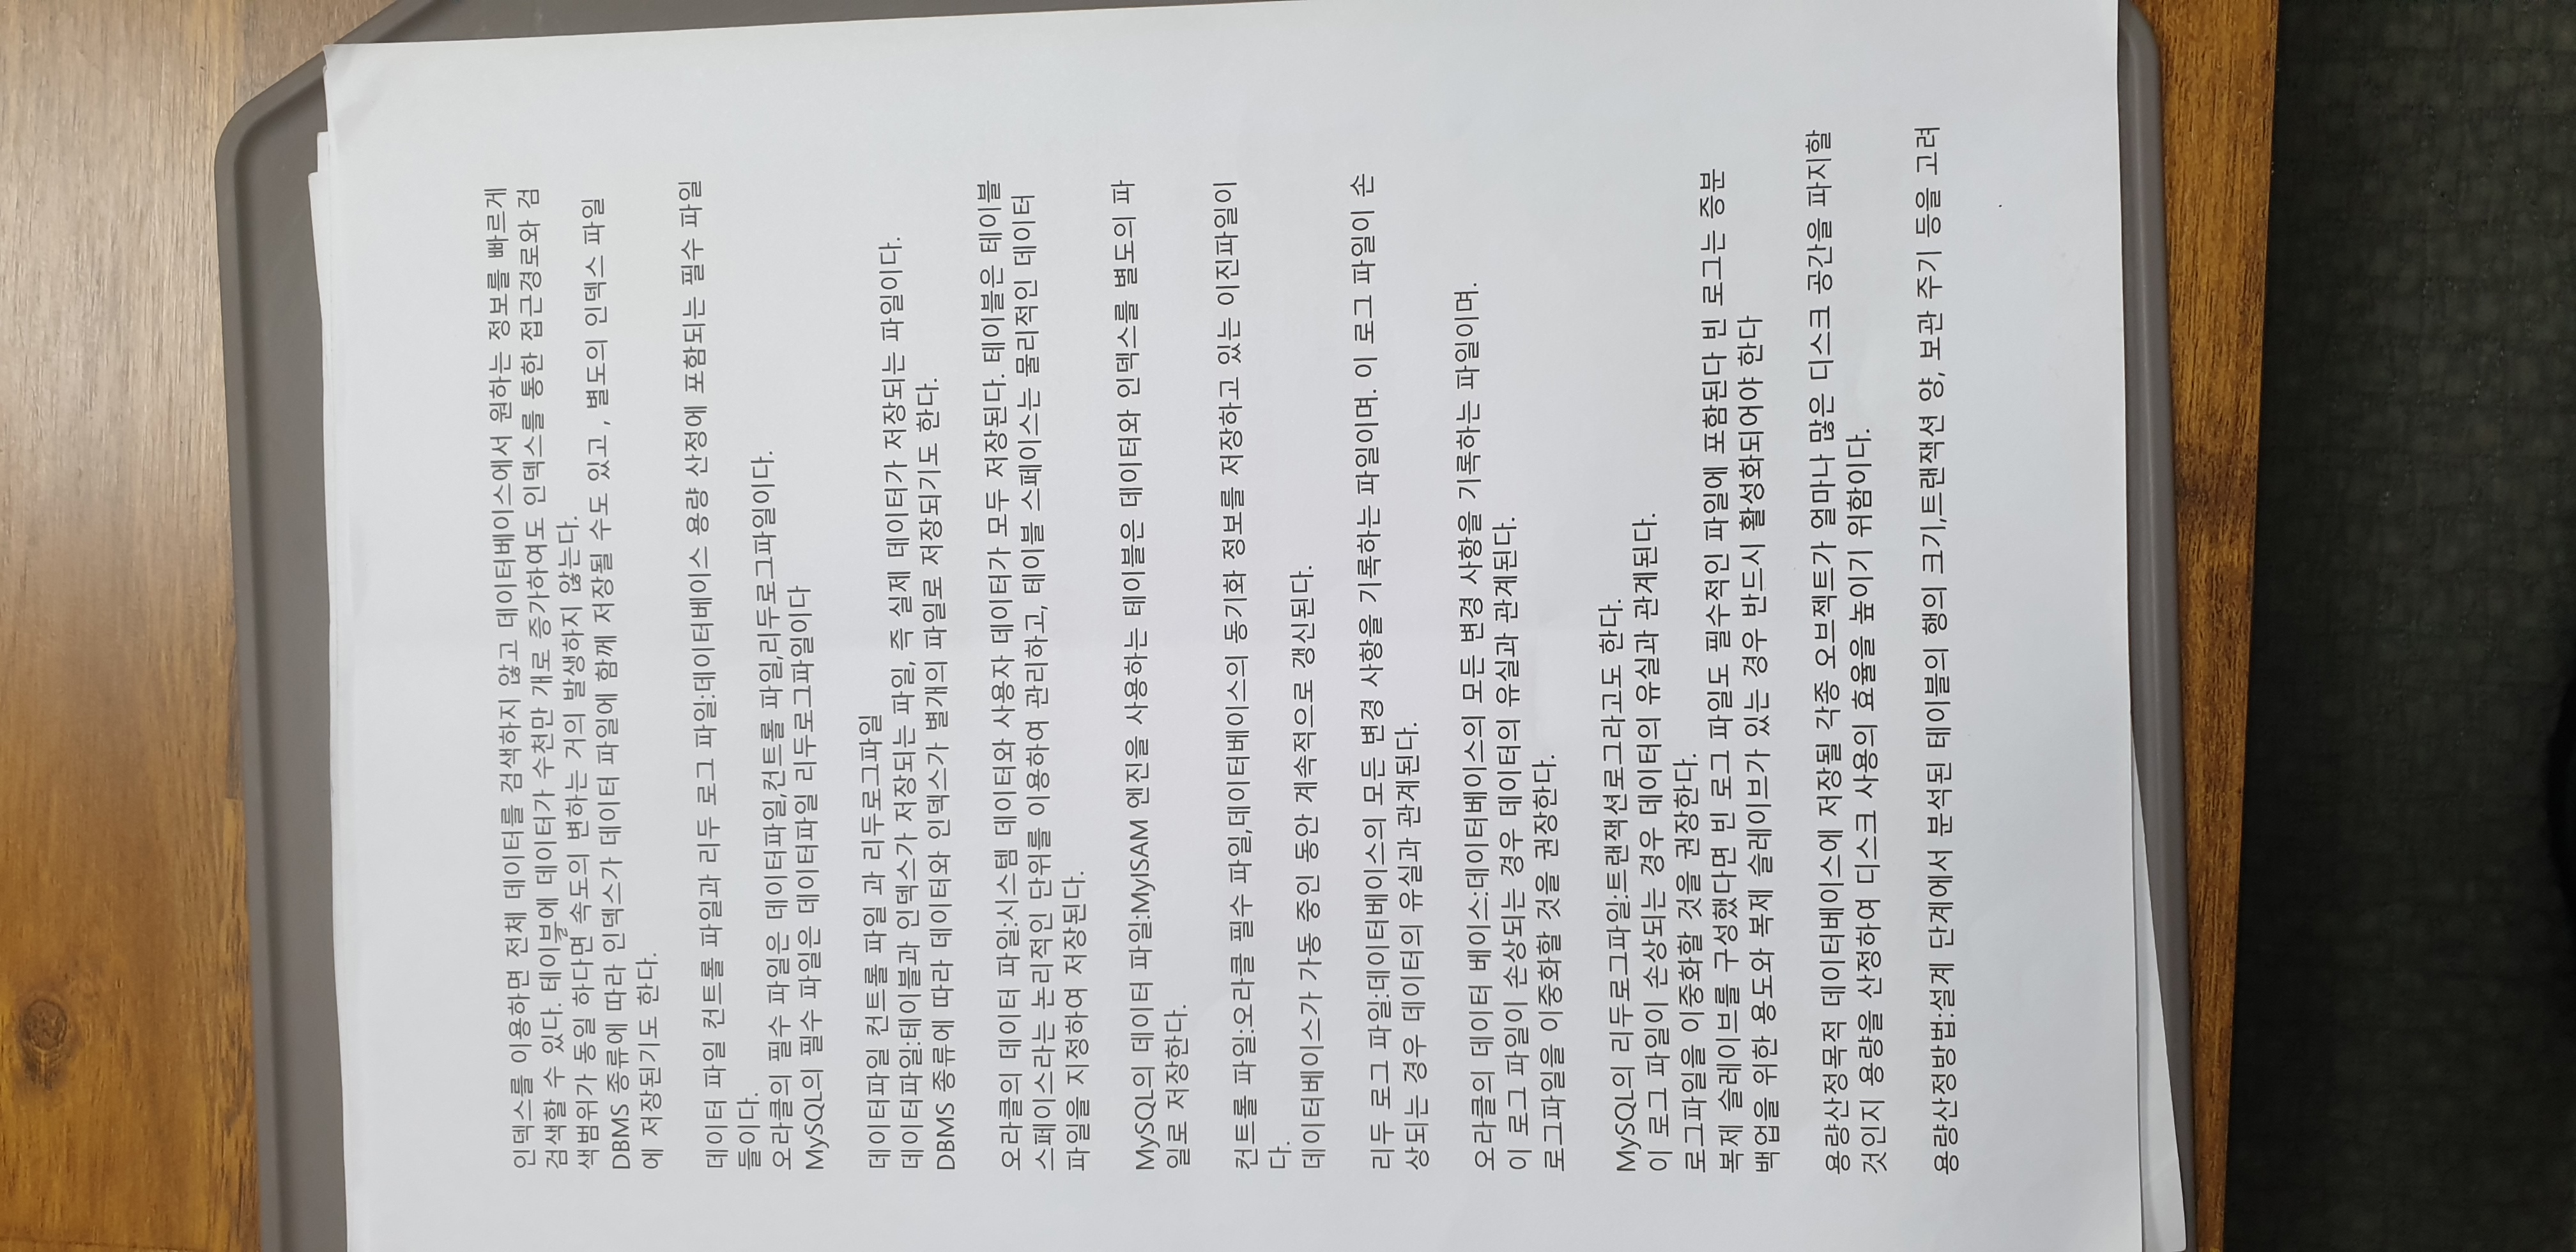 인덱스를 이용하면 전체 데이터를 검색하지 않고 데이터베이스에서 원하는 정보를 빠르게
검색할 수 있다. 테이블에 데이터가 수천만 개로 증가하여도 인덱스를 통한 접근경로와 검
색범위가 동일 하다면 속도의 변하는 거의 발생하지 않는다.
DBMS 종류에 따라 인덱스가 데이터 파일에 함께 저장될 수도 있고 , 별도의 인덱스 파일
에 저장된기도 한다.
데이터 파일 컨트롤 파일과 리두 로그 파일:데이터베이스 용량 산정에 포함되는 필수 파일
들이다.
오라클의 필수 파일은 데이터파일,컨트롤 파일,리두로그파일이다.
MySQL의 필수 파일은 데이터파일 리두로그파일이다
데이터파일 컨트롤 파일 과 리두로그파일
데이터파일:테이블과 인덱스가 저장되는 파일, 즉 실제 데이터가 저장되는 파일이다.
DBMS 종류에 따라 데이터와 인덱스가 별개의 파일로 저장되기도 한다.
오라클의 데이터 파일:시스템 데이터와 사용자 데이터가 모두 저장된다. 테이블은 테이블
스페이스라는 논리적인 단위를 이용하여 관리하고, 테이블 스페이스는 물리적인 데이터
파일을 지정하여 저장된다.
MySQL의 데이터 파일:MyISAM 엔진을 사용하는 테이블은 데이터와 인덱스를 별도의 파
일로 저장한다.
컨트롤 파일:오라클 필수 파일,데이터베이스의 동기화 정보를 저장하고 있는 이진파일이
다.
데이터베이스가 가동 중인 동안 계속적으로 갱신된다.
리두 로그 파일:데이터베이스의 모든 변경 사항을 기록하는 파일이며. 이 로그 파일이 손
상되는 경우 데이터의 유실과 관계된다.
오라클의 데이터 베이스:데이터베이스의 모든 변경 사항을 기록하는 파일이며.
이 로그 파일이 손상되는 경우 데이터의 유실과 관계된다.
로그파일을 이중화할 것을 권장한다.
MySQL의 리두로그파일:트랜잭션로그라고도 한다.
이 로그 파일이 손상되는 경우 데이터의 유실과 관계된다.
로그파일을 이중화할 것을 권장한다.
복제 슬레이브를 구성했다면 빈 로그 파일도 필수적인 파일에 포함된다 빈 로그는 증분
백업을 위한 용도와 복제 슬레이브가 있는 경우 반드시 활성화되어야 한다
용량산정목적 데이터베이스에 저장될 각종 오브젝트가 얼마나 많은 디스크 공간을 파지할
것인지 용량을 산정하여 디스크 사용의 효율을 높이기 위함이다.
용량산정방법:설계 단계에서 분석된 테이블의 행의 크기,트랜잭션 양, 보관 주기 등을 고려